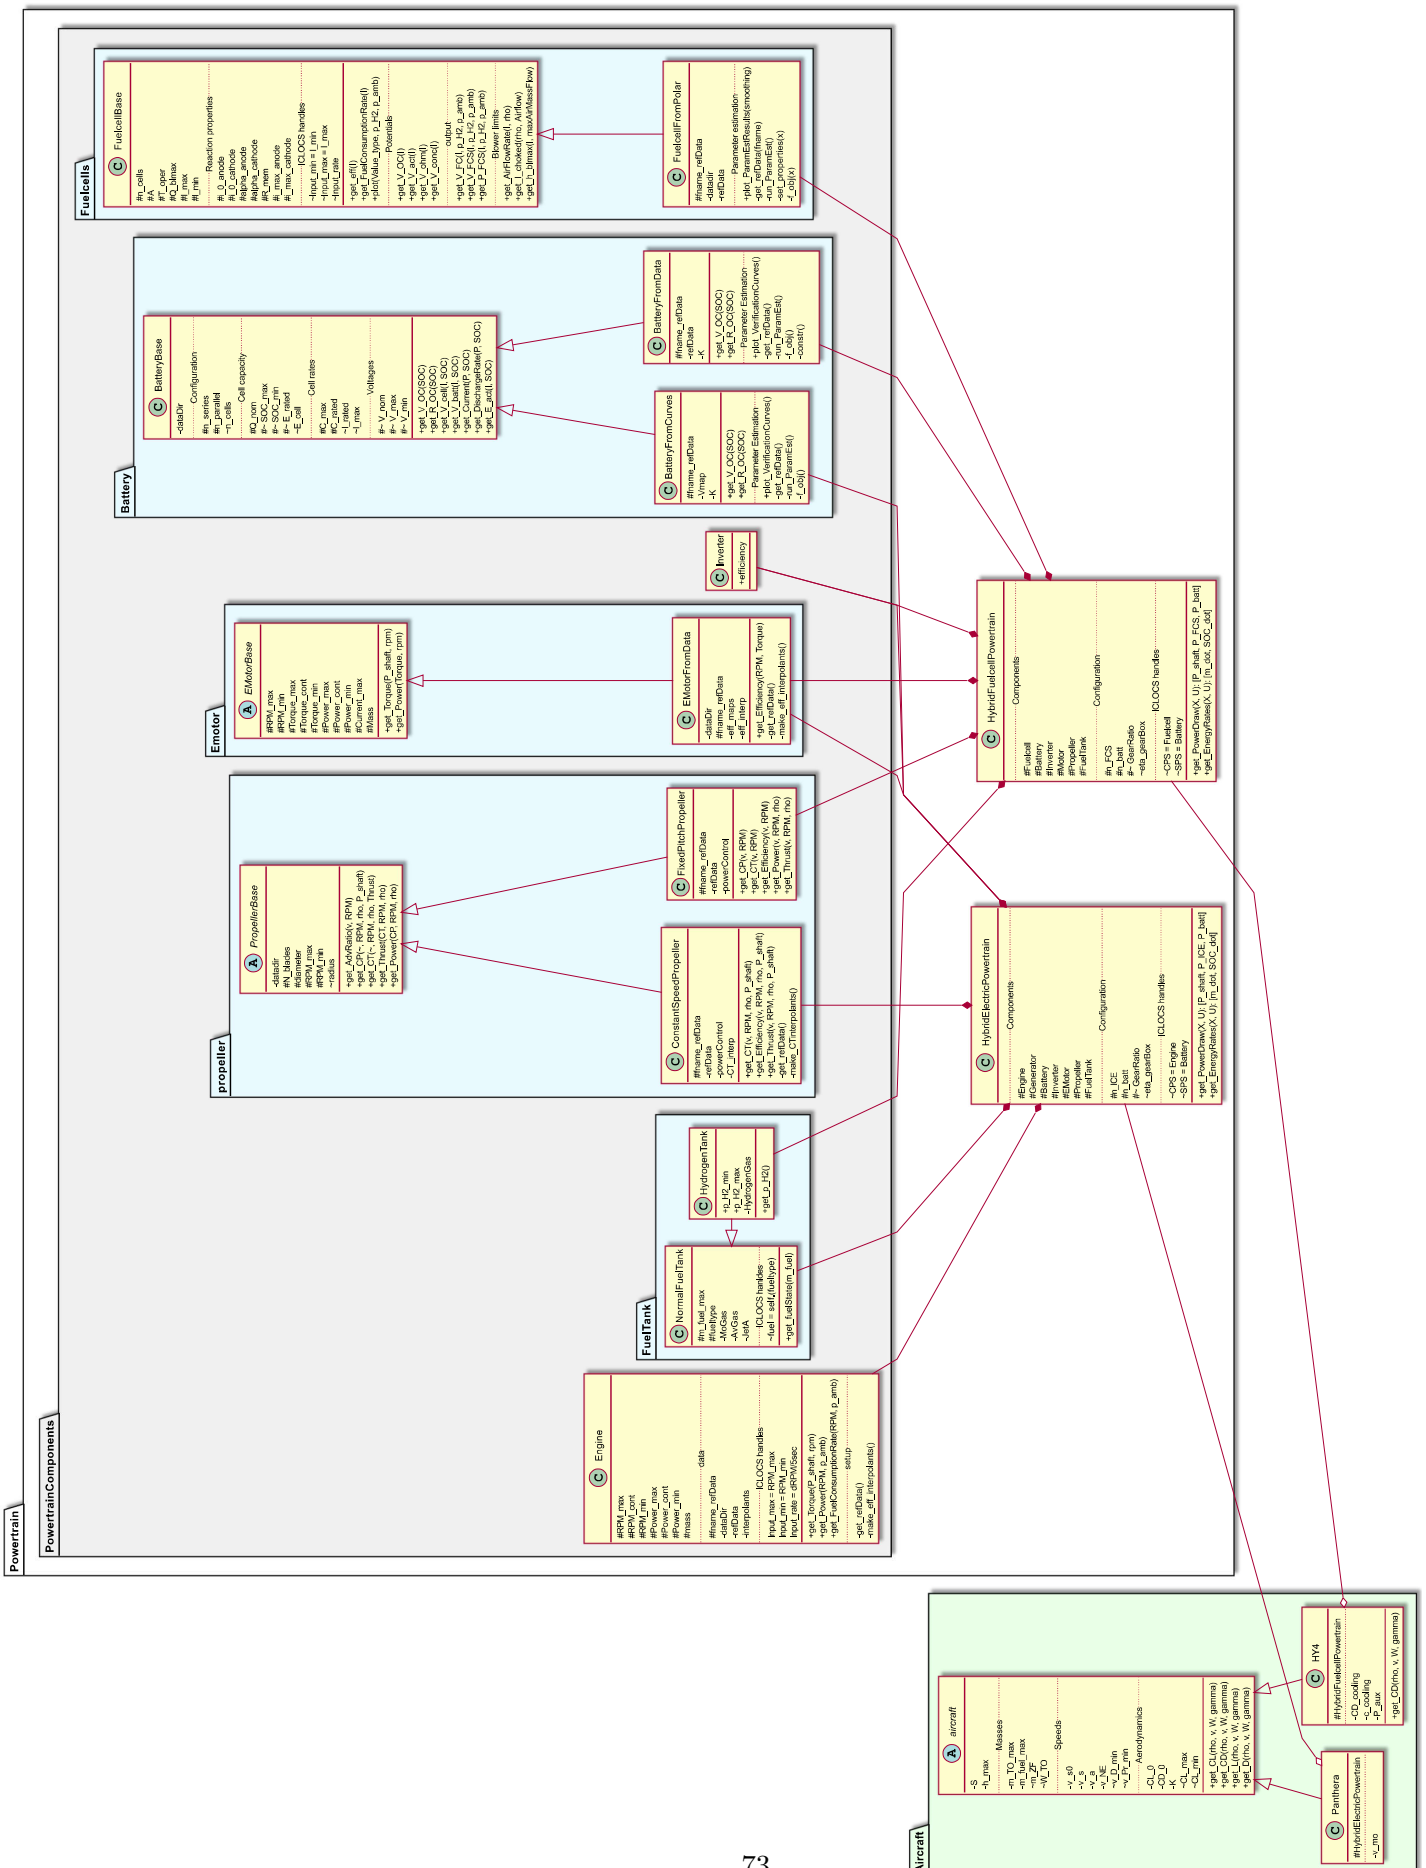 Powertrain
PowertrainComponents
Fuelcells
FuelcellBase
#n_cells
#A
#T_oper
#Q_blmax
#I_max
#I_min
Reaction properties
#i_0_anode
#i_0_cathode
#alpha_anode
#alpha_cathode
#R_mem
#i_max_anode
#i_max_cathode
ICLOCS handles
~Input_min = I_min
~Input_max = I_max
~Input_rate
+get_eff(I)
+get_FuelConsumptionRate(I)
+plot(Value_type, p_H2, p_amb)
Potentials
+get_V_OC(I)
+get_V_act(I)
+get_V_ohm(I)
+get_V_conc(I)
output
+get_V_FC(I, p_H2, p_amb)
+get_V_FCS(I, p_H2, p_amb)
+get_P_FCS(I, p_H2, p_amb)
Blower limits
+get_AirFlowRate(I, rho)
+get_I_choked(rho, Airflow)
+get_h_blmax(I, maxAirMassFlow)
FuelcellFromPolar
#fname_refData
-datadir
-refData
Parameter estimation
+plot_ParamEstResults(smoothing)
-get_refData(fname)
-run_ParamEst()
-set_properties(x)
-f_obj(x)
Battery
BatteryBase
-dataDir
Configuration
#n_series
#n_parallel
~n_cells
Cell capacity
#Q_nom
#~ SOC_max
#~ SOC_min
#~ E_rated
~E_cell
Cell rates
#C_max
#C_rated
~I_rated
~I_max
Voltages
#~ V_nom
#~ V_max
#~ V_min
+get_V_OC(SOC)
+get_R_OC(SOC)
+get_V_cell(I, SOC)
+get_V_batt(I, SOC)
+get_Current(P, SOC)
+get_DischargeRate(P, SOC)
+get_E_act(I, SOC)
BatteryFromData
#fname_refData
-refData
-K
+get_V_OC(SOC)
+get_R_OC(SOC)
Parameter Estimation
+plot_VerificationCurves()
-get_refData()
-run_ParamEst()
-f_obj()
-constr()
BatteryFromCurves
#fname_refData
-Vmap
-K
+get_V_OC(SOC)
+get_R_OC(SOC)
Parameter Estimation
+plot_VerificationCurves()
-get_refData()
-run_ParamEst()
-f_obj()
Inverter
+efficiency
Emotor
EMotorBase
#RPM_max
#RPM_min
#Torque_max
#Torque_cont
#Torque_min
#Power_max
#Power_cont
#Power_min
#Current_max
#Mass
+get_Torque(P_shaft, rpm)
+get_Power(Torque, rpm)
EMotorFromData
-dataDir
#fname_refData
-eff_maps
-eff_interp
+get_Efficiency(RPM, Torque)
-get_refData()
-make_eff_interpolants()
propeller
PropellerBase
-datadir
#N_blades
#diameter
#RPM_max
#RPM_min
~radius
+get_AdvRatio(v, RPM)
+get_CP(~, RPM, rho, P_shaft)
+get_CT(~, RPM, rho, Thrust)
+get_Thrust(CT, RPM, rho)
+get_Power(CP, RPM, rho)
FixedPitchPropeller
#fname_refData
-refData
-powerControl
+get_CP(v, RPM)
+get_CT(v, RPM)
+get_Efficiency(v, RPM)
+get_Power(v, RPM, rho)
+get_Thrust(v, RPM, rho)
ConstantSpeedPropeller
#fname_refData
-refData
-powerControl
-CT_interp
+get_CT(v, RPM, rho, P_shaft)
+get_Efficiency(v, RPM, rho, P_shaft)
+get_Thrust(v, RPM, rho, P_shaft)
-get_refData()
-make_CTinterpolants()
FuelTank
HydrogenTank
+p_H2_min
+p_H2_max
-HydrogenGas
+get_p_H2()
NormalFuelTank
#m_fuel_max
#fueltype
-MoGas
-AvGas
-JetA
ICLOCS hanldes
~fuel = self.(fueltype)
+get_fuelState(m_fuel)
Engine
#RPM_max
#RPM_cont
#RPM_min
#Power_max
#Power_cont
#Power_min
#mass
data
#fname_refData
-dataDir
-refData
-interpolants
ICLOCS handles
Input_max = RPM_max
Input_min = RPM_min
Input_rate = dRPM/5sec
+get_Torque(P_shaft, rpm)
+get_Power(RPM, p_amb)
+get_FuelConsumptionRate(RPM, p_amb)
setup
-get_refData()
-make_eff_interpolants()
HybridFuelcellPowertrain
Components
#Fuelcell
#Battery
#Inverter
#Motor
#Propeller
#FuelTank
Configuration
#n_FCS
#n_batt
#~ GearRatio
~eta_gearBox
ICLOCS handles
~CPS = Fuelcell
~SPS = Battery
+get_PowerDraw(X, U): [P_shaft, P_FCS, P_batt]
+get_EnergyRates(X, U): [m_dot, SOC_dot]
HybridElectricPowertrain
Components
#Engine
#Generator
#Battery
#Inverter
#EMotor
#Propeller
#FuelTank
Configuration
#n_ICE
#n_batt
#~ GearRatio
~eta_gearBox
ICLOCS handles
~CPS = Engine
~SPS = Battery
+get_PowerDraw(X, U): [P_shaft, P_ICE, P_batt]
+get_EnergyRates(X, U): [m_dot, SOC_dot]
Aircraft
aircraft
-S
-h_max
Masses
-m_TO_max
-m_fuel_max
~m_ZF
~W_TO
Speeds
-v_s0
-v_s
-v_a
-v_NE
~v_D_min
~v_Pr_min
Aerodynamics
-CL_0
-CD_0
-K
~CL_max
~CL_min
+get_CL(rho, v, W, gamma)
+get_CD(rho, v, W, gamma)
+get_L(rho, v, W, gamma)
+get_D(rho, v, W, gamma)
HY4
#HybridFuelcellPowertrain
-CD_cooling
-c_cooling
-P_aux
+get_CD(rho, v, W, gamma)
Panthera
#HybridElectricPowertrain
-v_mo
73